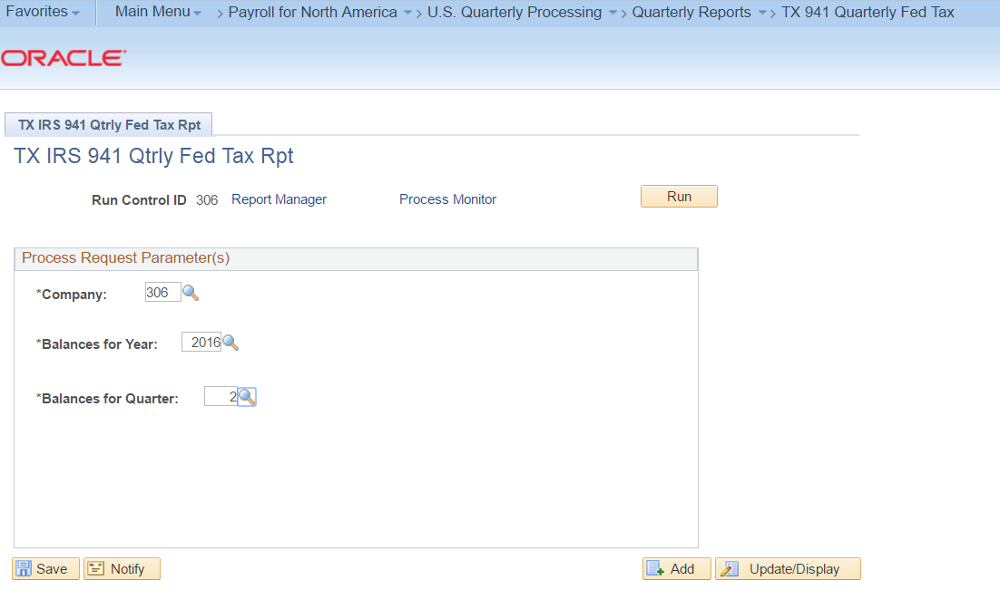 Favorites Main Menu > Payroll for North America > U.S. Quarterly Processing > Quarterly Reports > TX 941 Quarterly Fed Tax
ORACLE
TX IRS 941 Qtrly Fed Tax Rpt
TX IRS 941 Qtrly Fed Tax Rpt
Run Control ID 306 Report Manager Process Monitor Run
Process Request Parameter(s)
*Company: 306
*Balances for Year: 2016
*Balances for Quarter: 2
Save Notify Add Update/Display